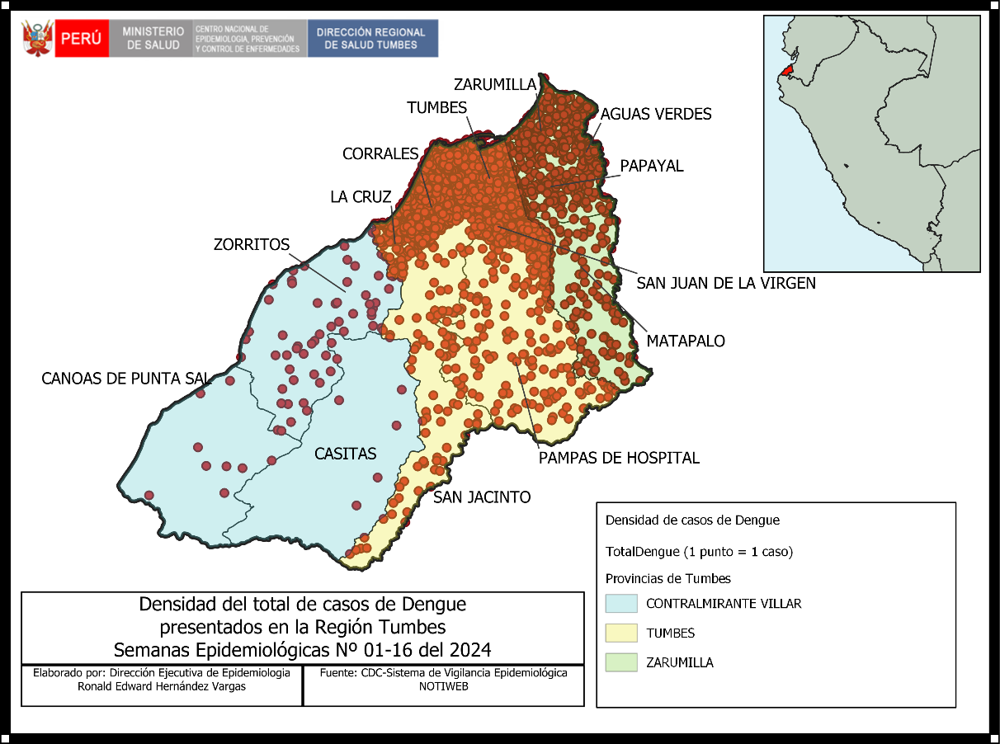 PERÚ
MINISTERIO
DE SALUD
CENTRO NACIONAL DE
EPIDEMIOLOGIA, PREVENCIÓN
Y CONTROL DE ENFERMEDADES
DIRECCIÓN REGIONAL
DE SALUD TUMBES
ZARUMILLA
TUMBES
AGUAS VERDES
CORRALES
PAPAYAL
LA CRUZ
ZORRITOS
SAN JUAN DE LA VIRGEN
MATAPALO
CANOAS DE PUNTA SAL
CASITAS
PAMPAS DE HOSPITAL
SAN JACINTO
Densidad de casos de Dengue
TotalDengue (1 punto = 1 caso)
Provincias de Tumbes
CONTRALMIRANTE VILLAR
TUMBES
ZARUMILLA
Densidad del total de casos de Dengue
presentados en la Región Tumbes
Semanas Epidemiológicas Nº 01-16 del 2024
Elaborado por: Dirección Ejecutiva de Epidemiologia
Ronald Edward Hernández Vargas
Fuente: CDC-Sistema de Vigilancia Epidemiológica
NOTIWEB